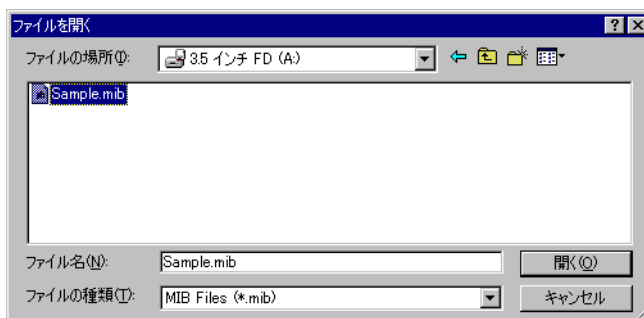 ファイルを開く
ファイルの場所(I): 3.5 インチ FD (A:)
Sample.mib
ファイル名(N): Sample.mib 開く(O)
ファイルの種類(T): MIB Files (*.mib) キャンセル